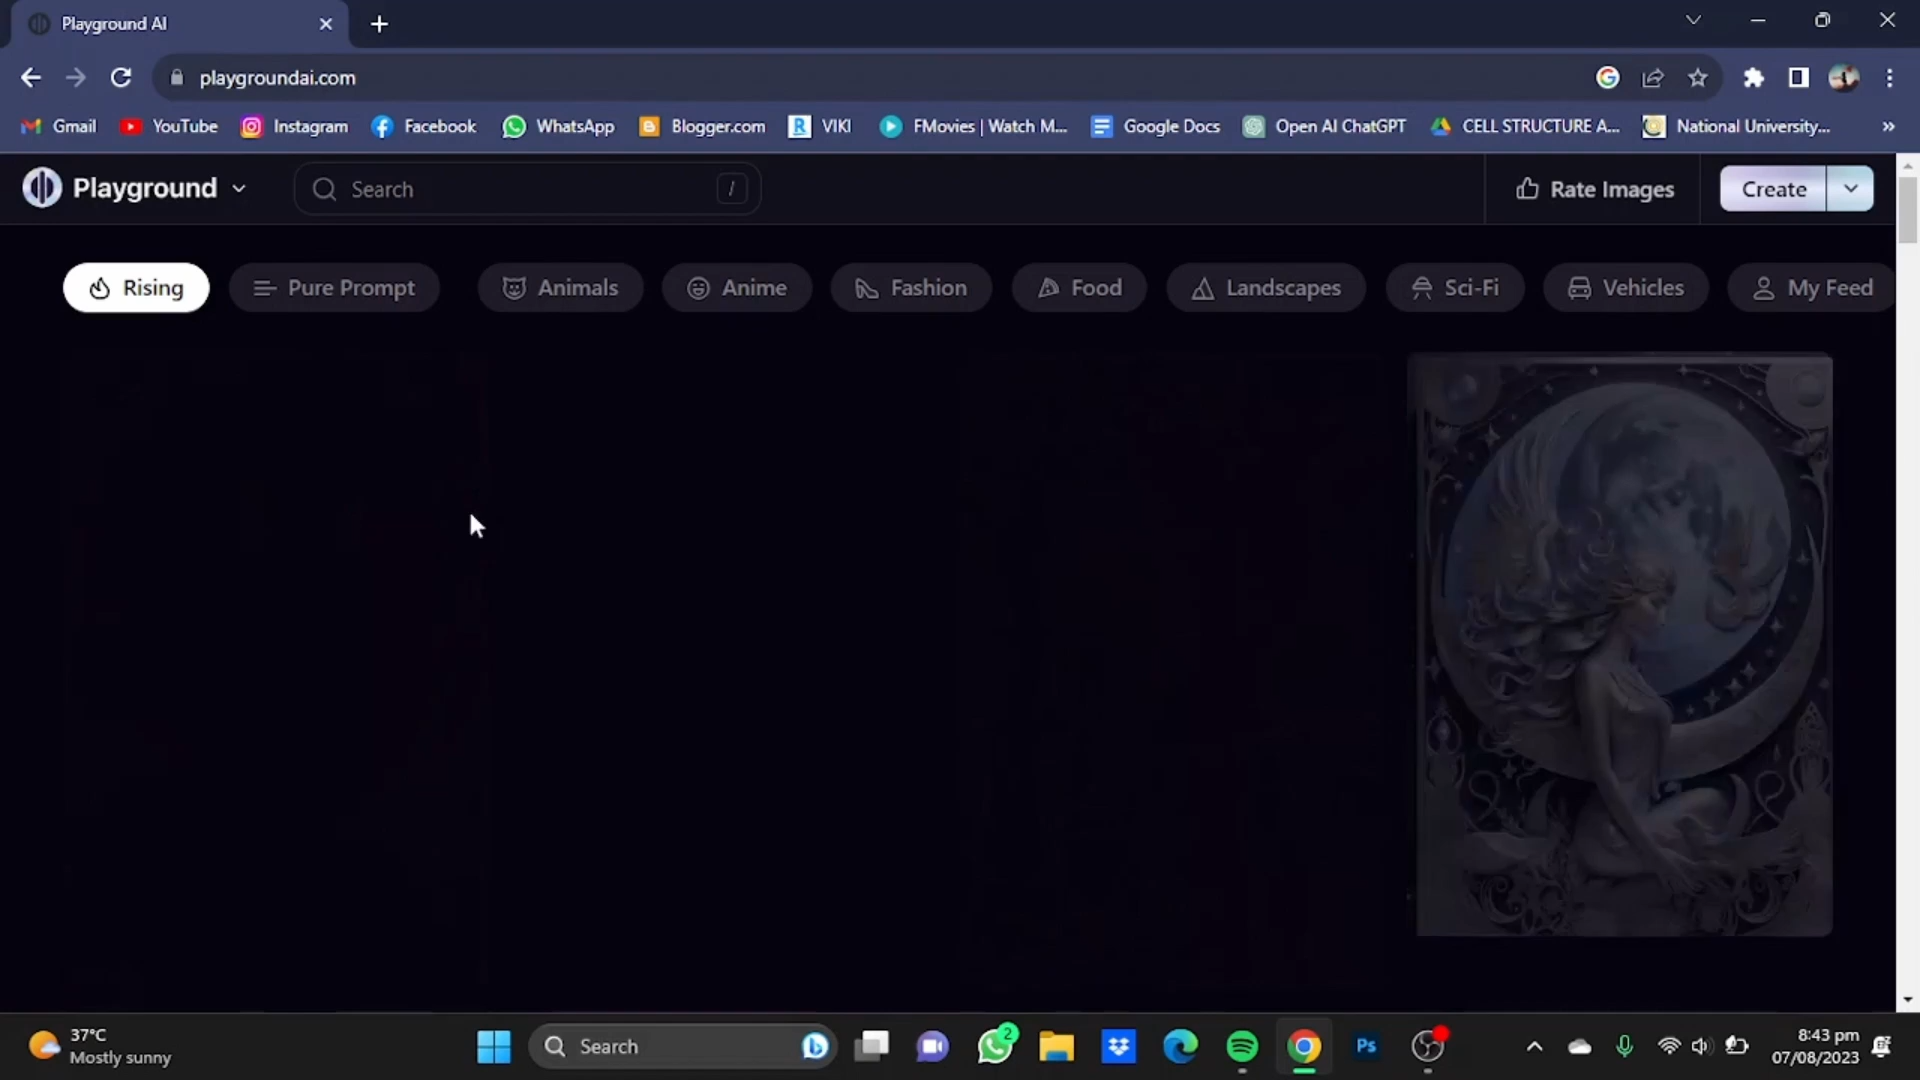 Playground AI
playgroundai.com
Gmail YouTube Instagram Facebook WhatsApp Blogger.com VIKI FMovies | Watch M... Google Docs Open AI ChatGPT CELL STRUCTURE A... National University... »
Playground Search / Rate Images Create
Rising Pure Prompt Animals Anime Fashion Food Landscapes Sci-Fi Vehicles My Feed
37°C
Mostly sunny
Search
2
Ps
8:43 pm
07/08/2023